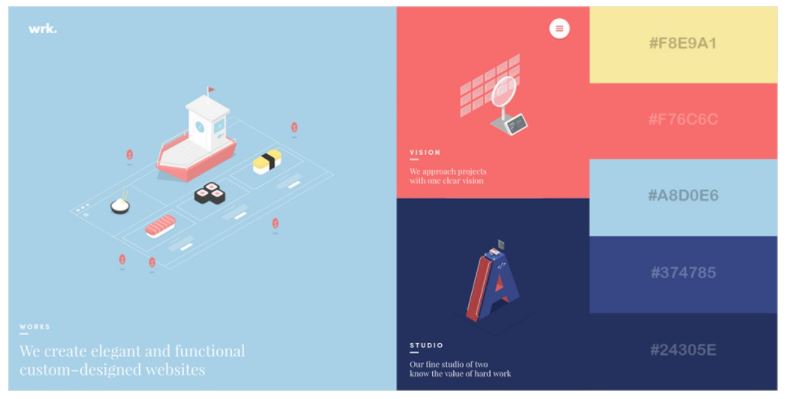 wrk.
WORKS
We create elegant and functional
custom-designed websites
VISION
We approach projects
with one clear vision
STUDIO
Our fine studio of two
know the value of hard work
#F8E9A1
#F76C6C
#A8D0E6
#374785
#24305E